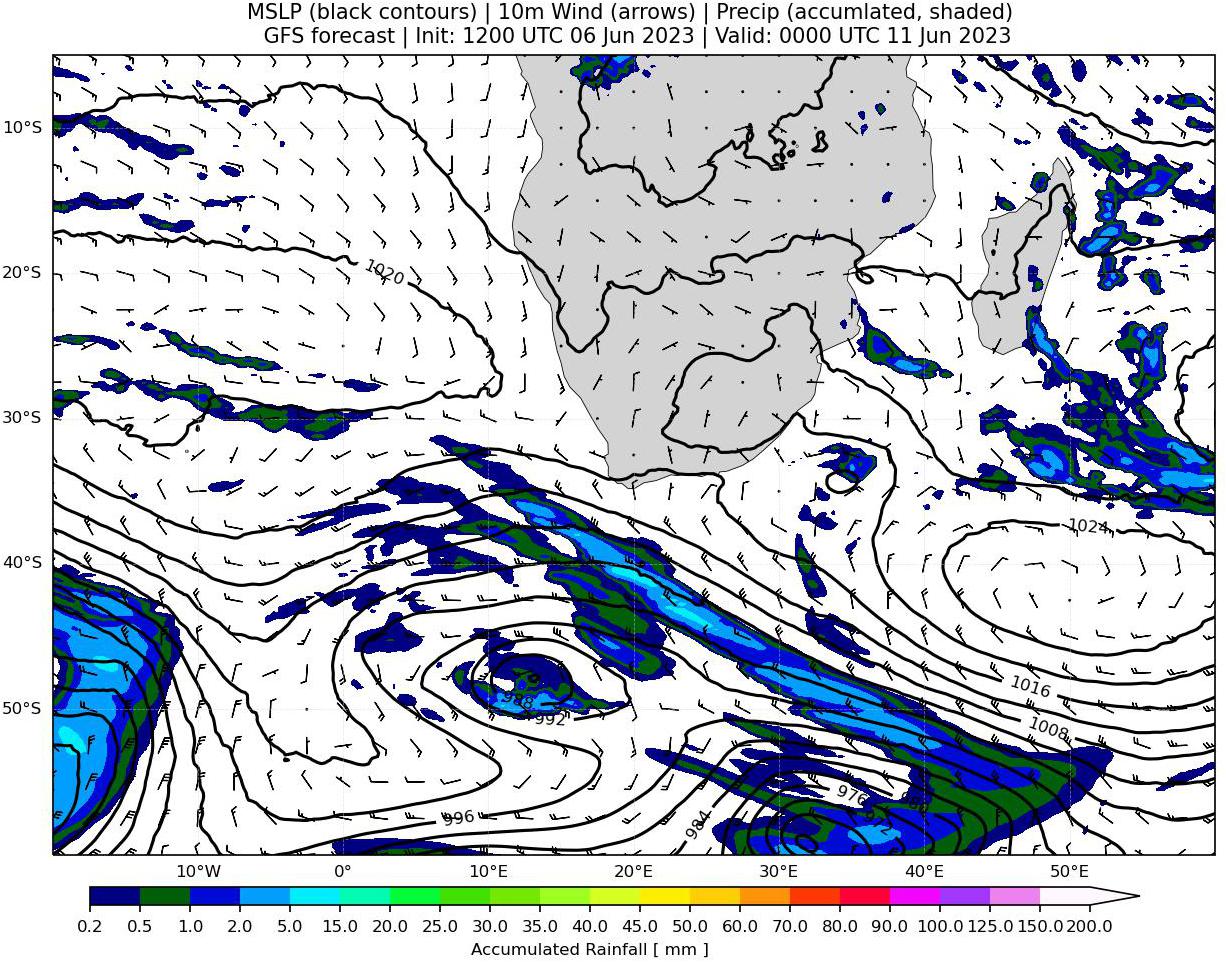 MSLP (black contours) | 10m Wind (arrows) | Precip (accumlated, shaded)
GFS forecast | Init: 1200 UTC 06 Jun 2023 | Valid: 0000 UTC 11 Jun 2023
10°S
20°S
30°S
40°S
50°S
1020
1024
1016
1008
988
992
996
984
976
972
980
10°W
0°
10°E
20°E
30°E
40°E
50°E
0.2 0.5 1.0 2.0 5.0 10.0 15.0 20.0 25.0 30.0 35.0 40.0 45.0 50.0 60.0 70.0 80.0 90.0 100.0 125.0 150.0 200.0
Accumulated Rainfall [ mm ]